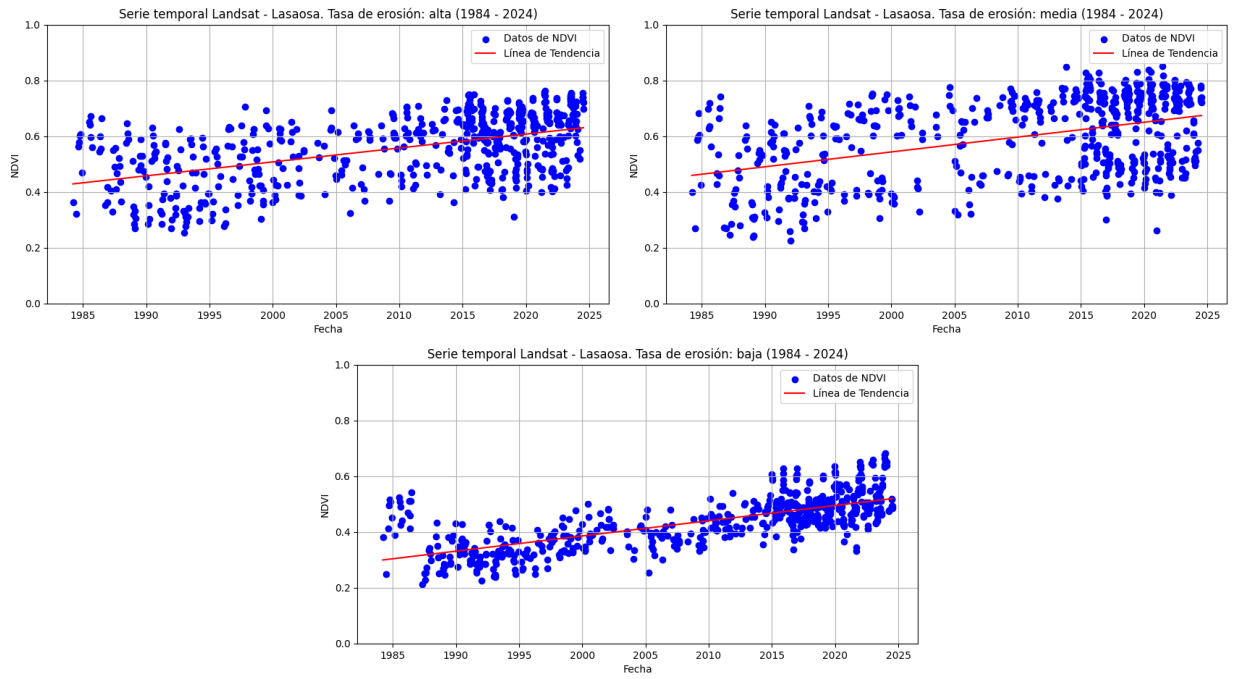 Serie temporal Landsat - Lasaosa. Tasa de erosión: alta (1984 - 2024)
1.0
0.8
0.6
0.4
0.2
0.0
NDVI
Datos de NDVI
Línea de Tendencia
1985 1990 1995 2000 2005 2010 2015 2020 2025
Fecha
Serie temporal Landsat - Lasaosa. Tasa de erosión: media (1984 - 2024)
1.0
0.8
0.6
0.4
0.2
0.0
NDVI
Datos de NDVI
Línea de Tendencia
1985 1990 1995 2000 2005 2010 2015 2020 2025
Fecha
Serie temporal Landsat - Lasaosa. Tasa de erosión: baja (1984 - 2024)
1.0
0.8
0.6
0.4
0.2
0.0
NDVI
Datos de NDVI
Línea de Tendencia
1985 1990 1995 2000 2005 2010 2015 2020 2025
Fecha